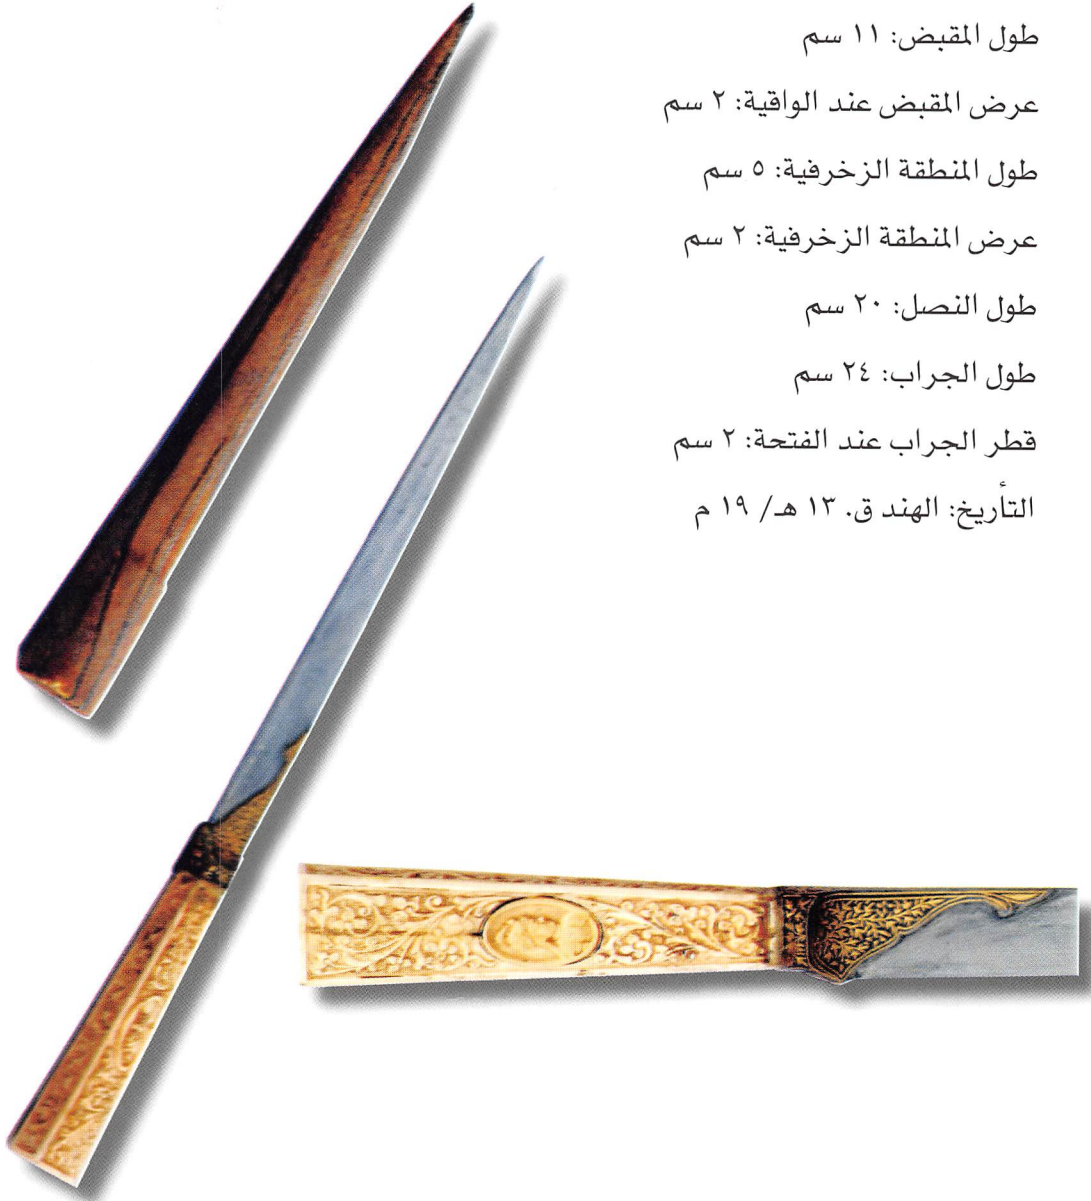 طول المقبض: ١١ سم
عرض المقبض عند الواقية: ٢ سم
طول المنطقة الزخرفية: ٥ سم
عرض المنطقة الزخرفية: ٢ سم
طول النصل: ٢٠ سم
طول الجراب: ٢٤ سم
قطر الجراب عند الفتحة: ٢ سم
التأريخ: الهند ق. ١٣ هـ/ ١٩ م